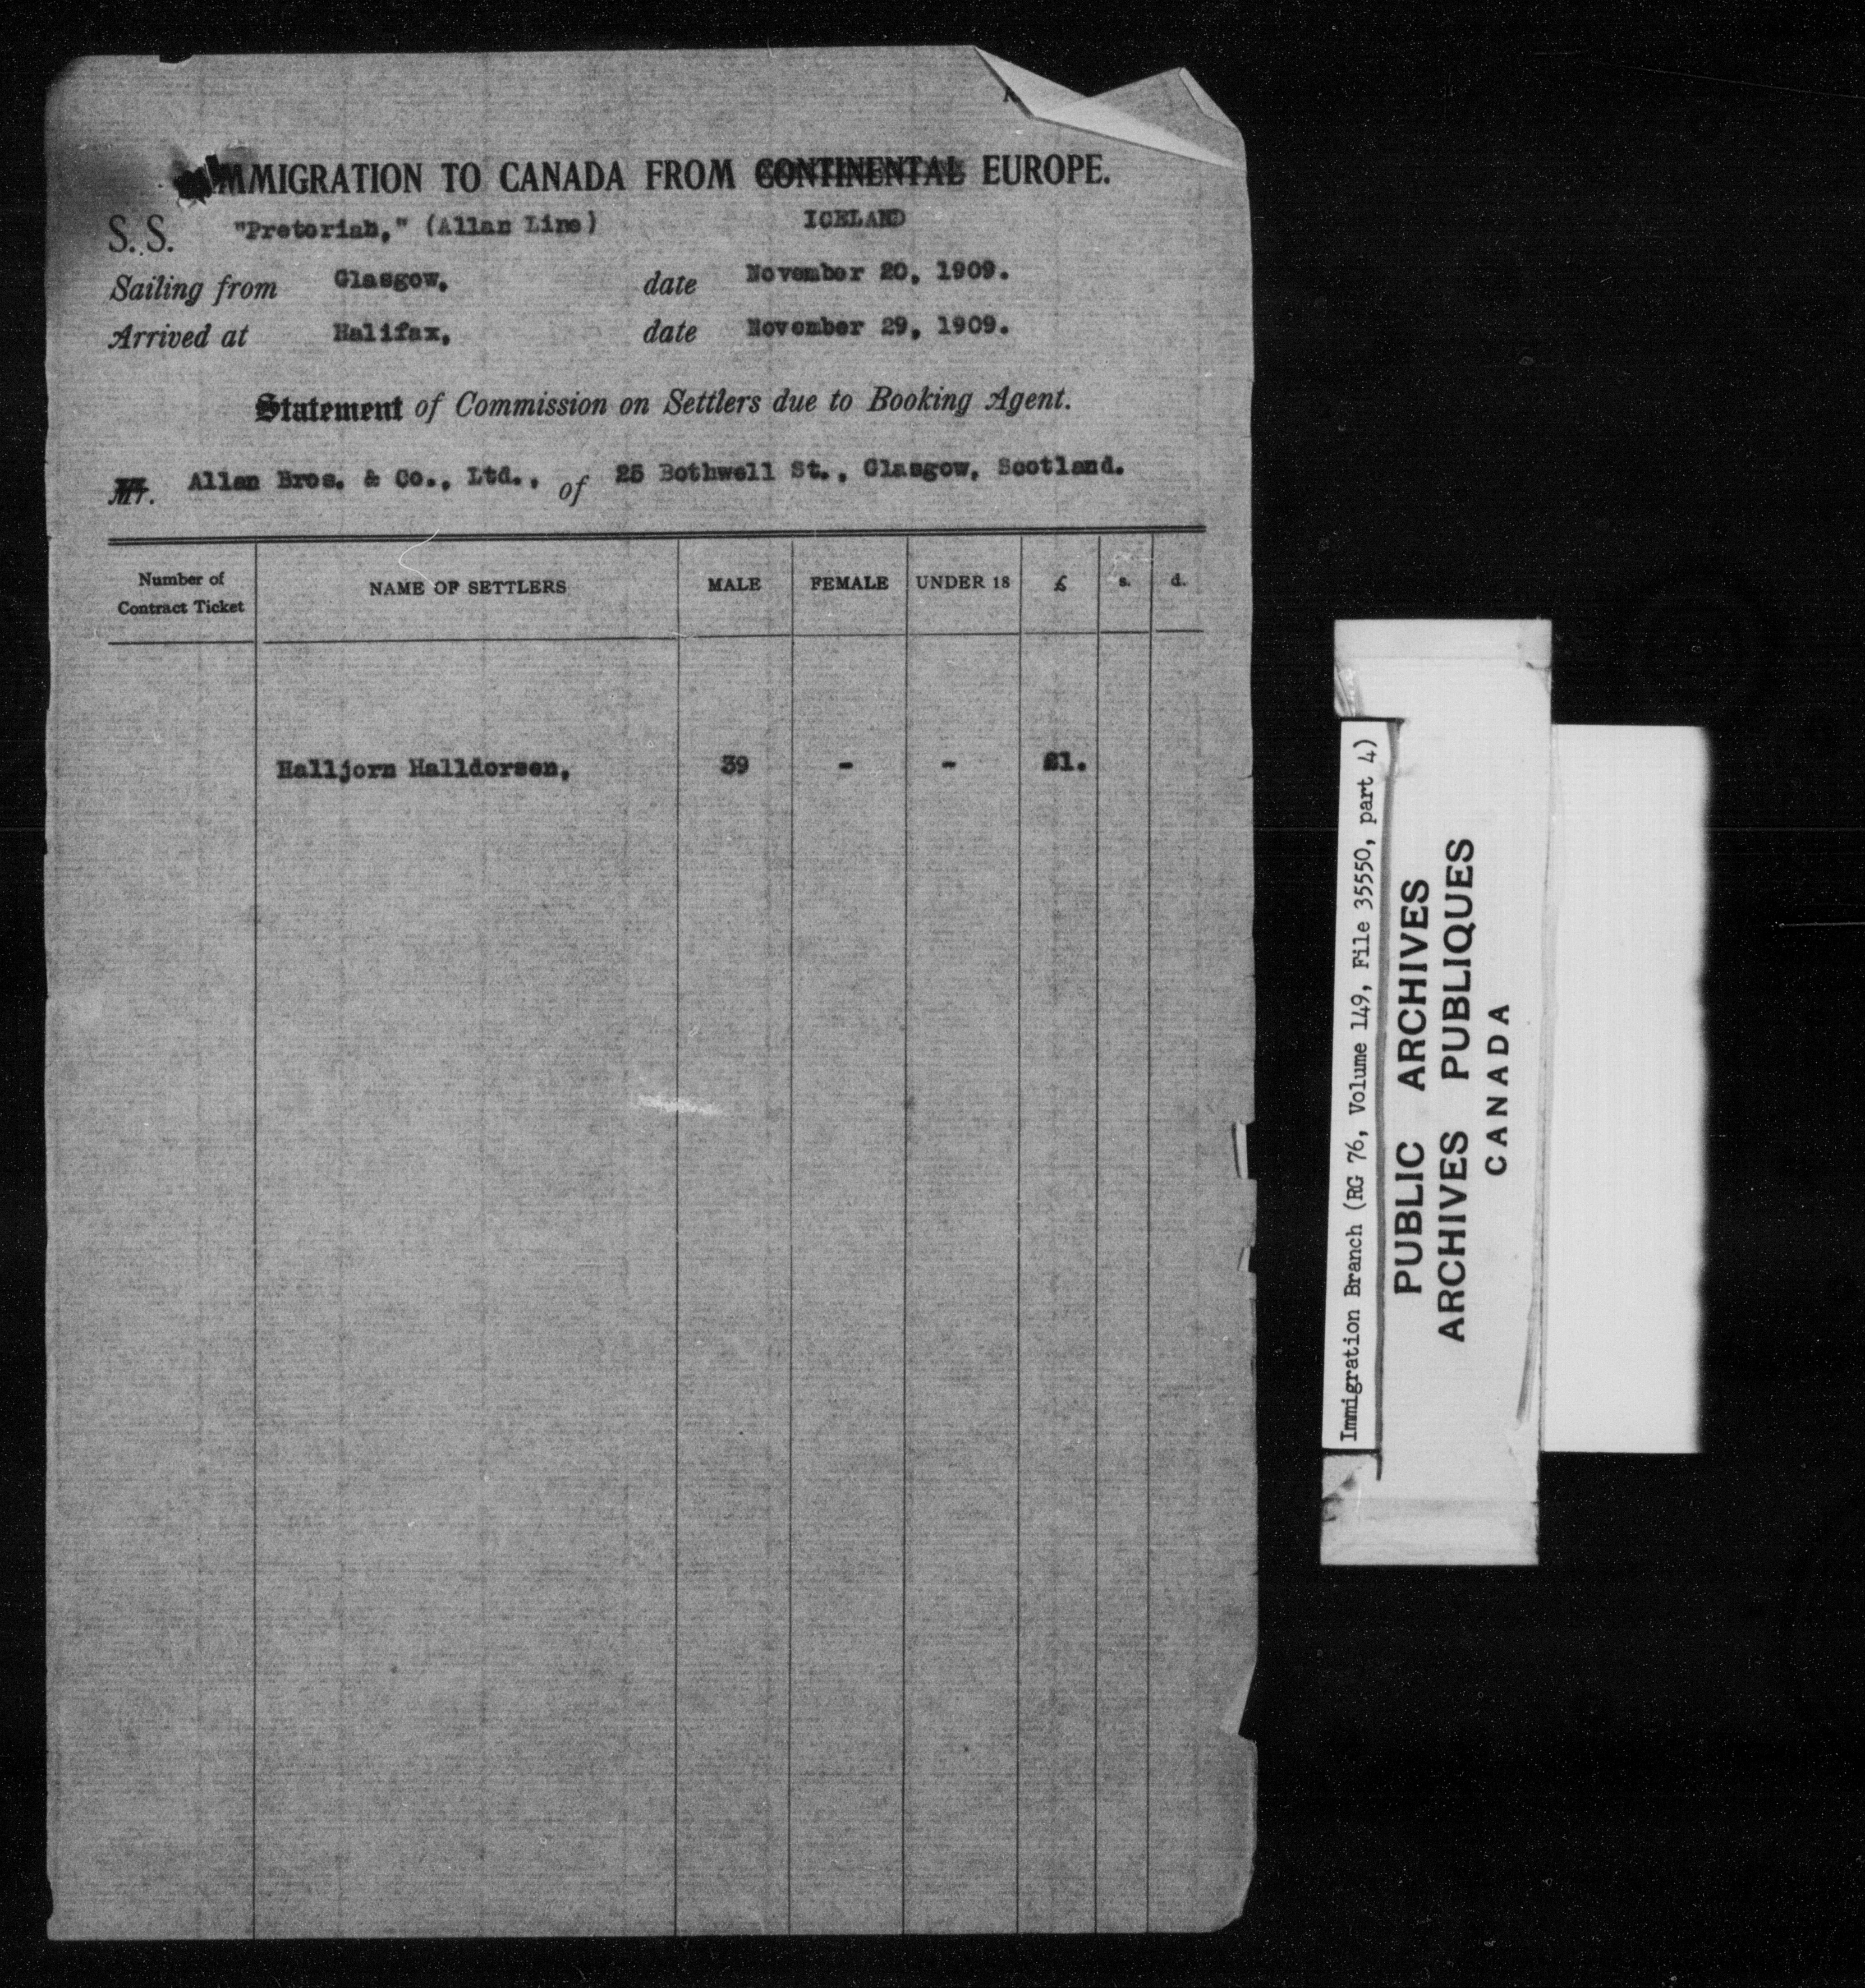 IMMIGRATION TO CANADA FROM CONTINENTAL EUROPE.
ICELAND
S.S. "Pretorian," (Allan Line)
Sailing from Glasgow, date November 20, 1909.
Arrived at Halifax, date November 29, 1909.
Statement of Commission on Settlers due to Booking Agent.
Mr. Allan Bros. & Co., Ltd., of 25 Bothwell St., Glasgow, Scotland.
Number of Contract Ticket NAME OF SETTLERS MALE FEMALE UNDER 18 £ s. d.
Halljorn Halldorsen, 39 - - £1.
Immigration Branch (RG 76, Volume 149, File 35550, part 4)
PUBLIC ARCHIVES
ARCHIVES PUBLIQUES
CANADA